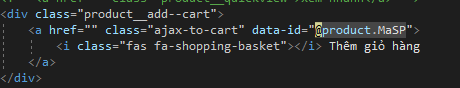 <div class="product__add--cart">
<a href="" class="ajax-to-cart" data-id="@product.MaSP">
<i class="fas fa-shopping-basket"></i> Thêm giỏ hàng
</a>
</div>